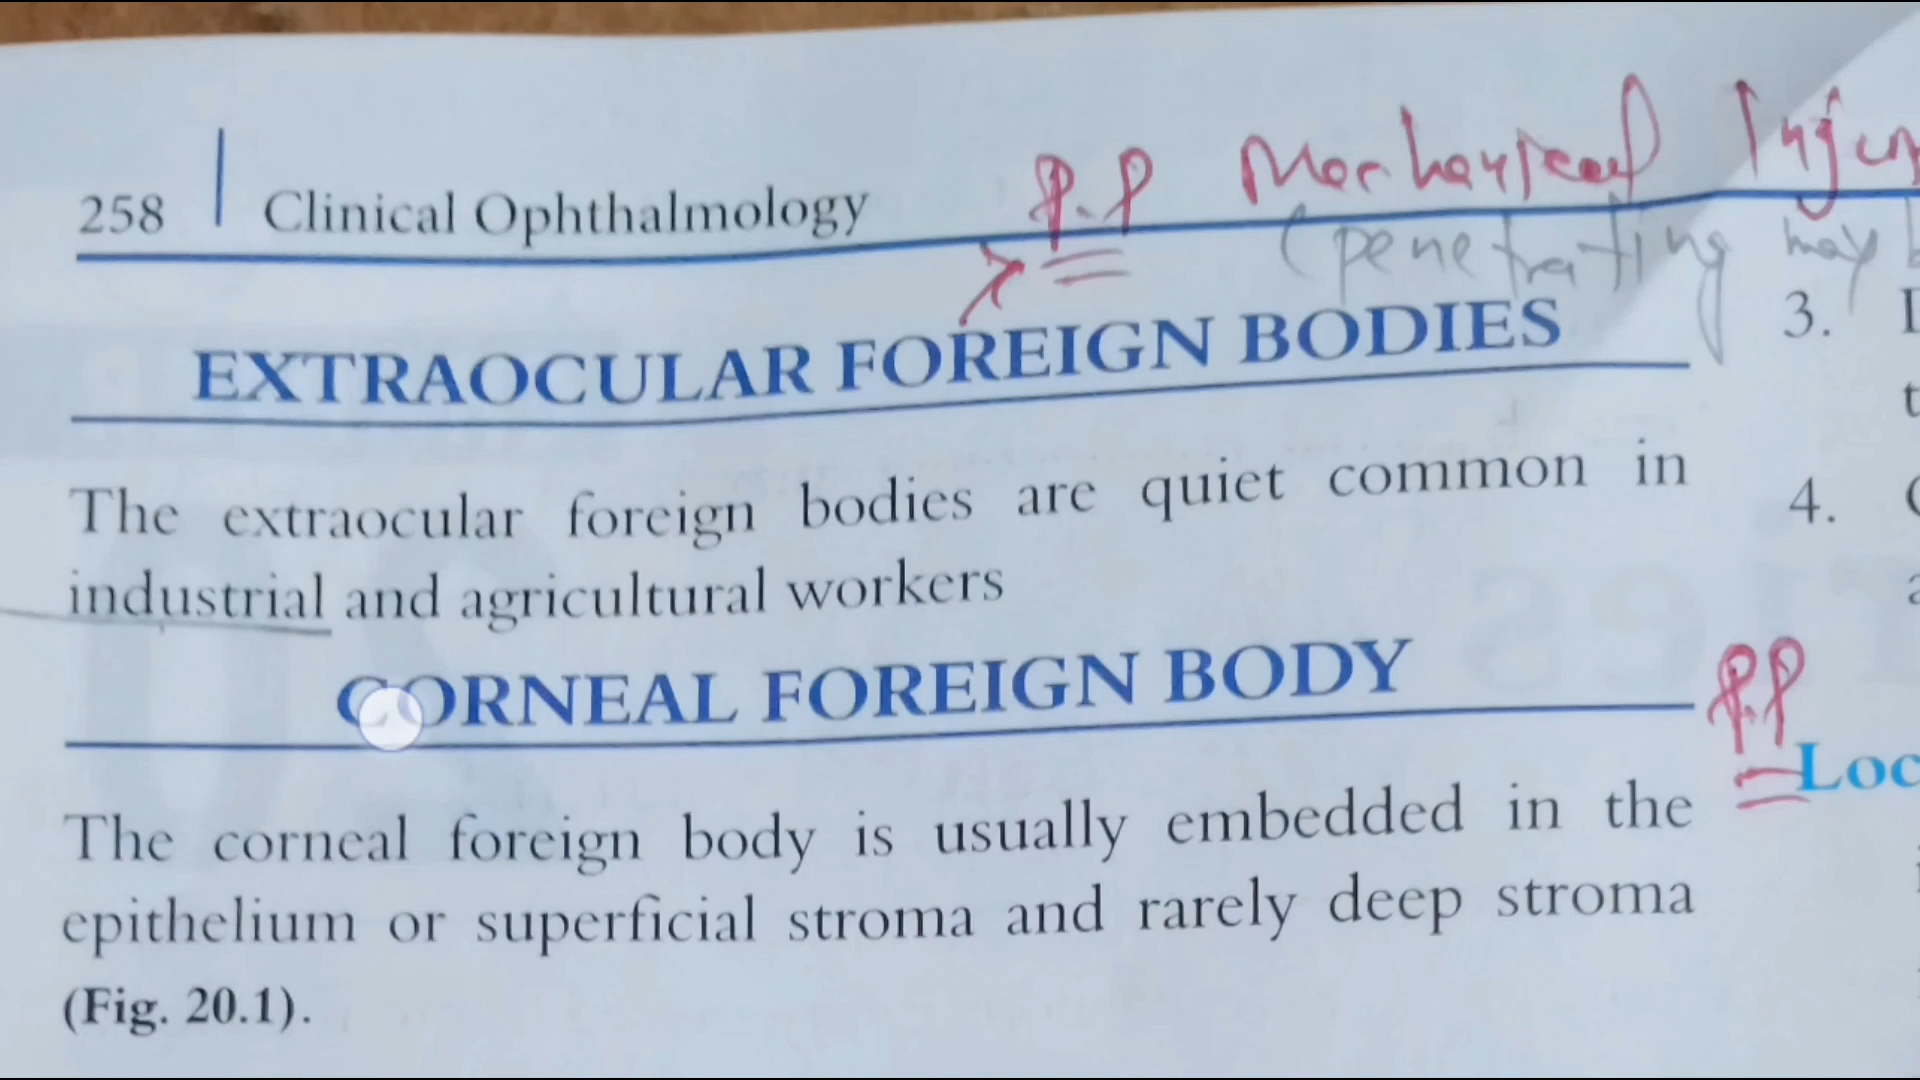 P.P Mechanical Injury
258 Clinical Ophthalmology
(penetrating may
EXTRAOCULAR FOREIGN BODIES
The extraocular foreign bodies are quiet common in
industrial and agricultural workers
CORNEAL FOREIGN BODY
The corneal foreign body is usually embedded in the
epithelium or superficial stroma and rarely deep stroma
(Fig. 20.1).
3.
4.
P.P
Loc